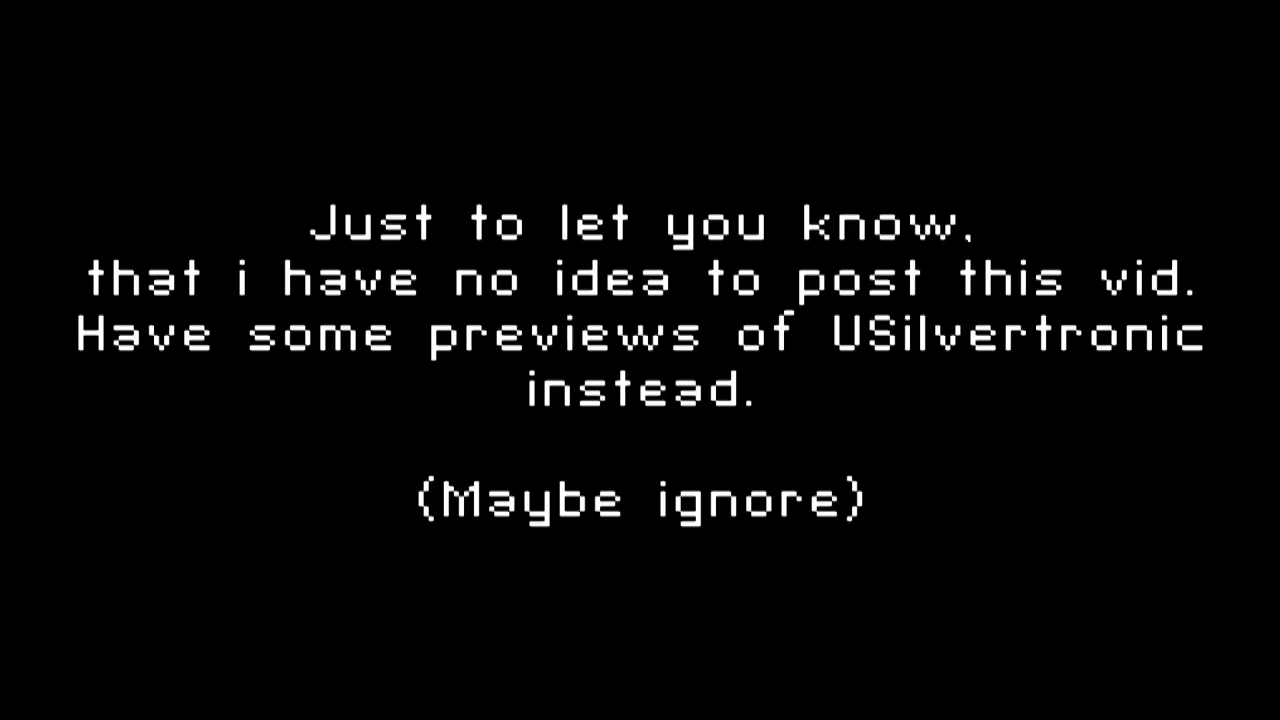 Just to let you know,
that i have no idea to post this vid.
Have some previews of USilvertronic
instead.
(Maybe ignore)